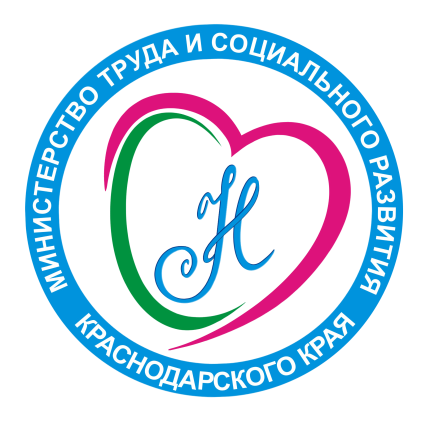 МИНИСТЕРСТВО ТРУДА И СОЦИАЛЬНОГО РАЗВИТИЯ
КРАСНОДАРСКОГО КРАЯ
Н